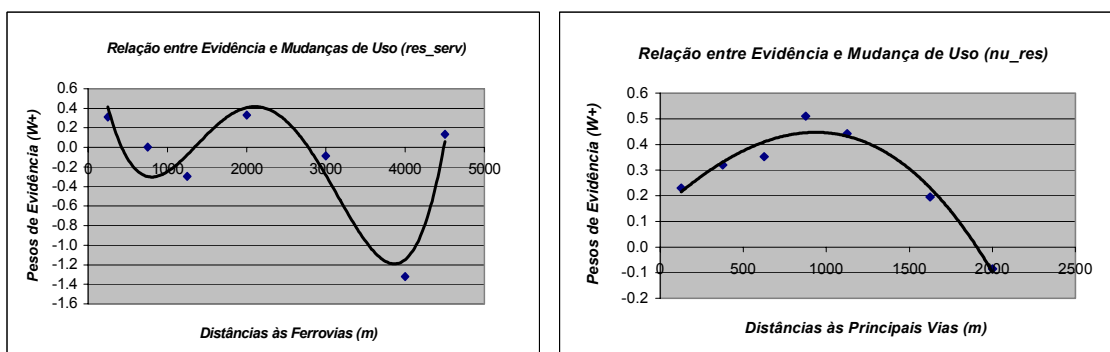 Relação entre Evidência e Mudanças de Uso (res_serv)
Pesos de Evidência (W+)
0.6
0.4
0.2
0.0
-0.2
-0.4
-0.6
-0.8
-1.0
-1.2
-1.4
-1.6
0 1000 2000 3000 4000 5000
Distâncias às Ferrovias (m)
Relação entre Evidência e Mudança de Uso (nu_res)
Pesos de Evidência (W+)
0.6
0.5
0.4
0.3
0.2
0.1
0.0
-0.1
-0.2
0 500 1000 1500 2000 2500
Distâncias às Principais Vias (m)